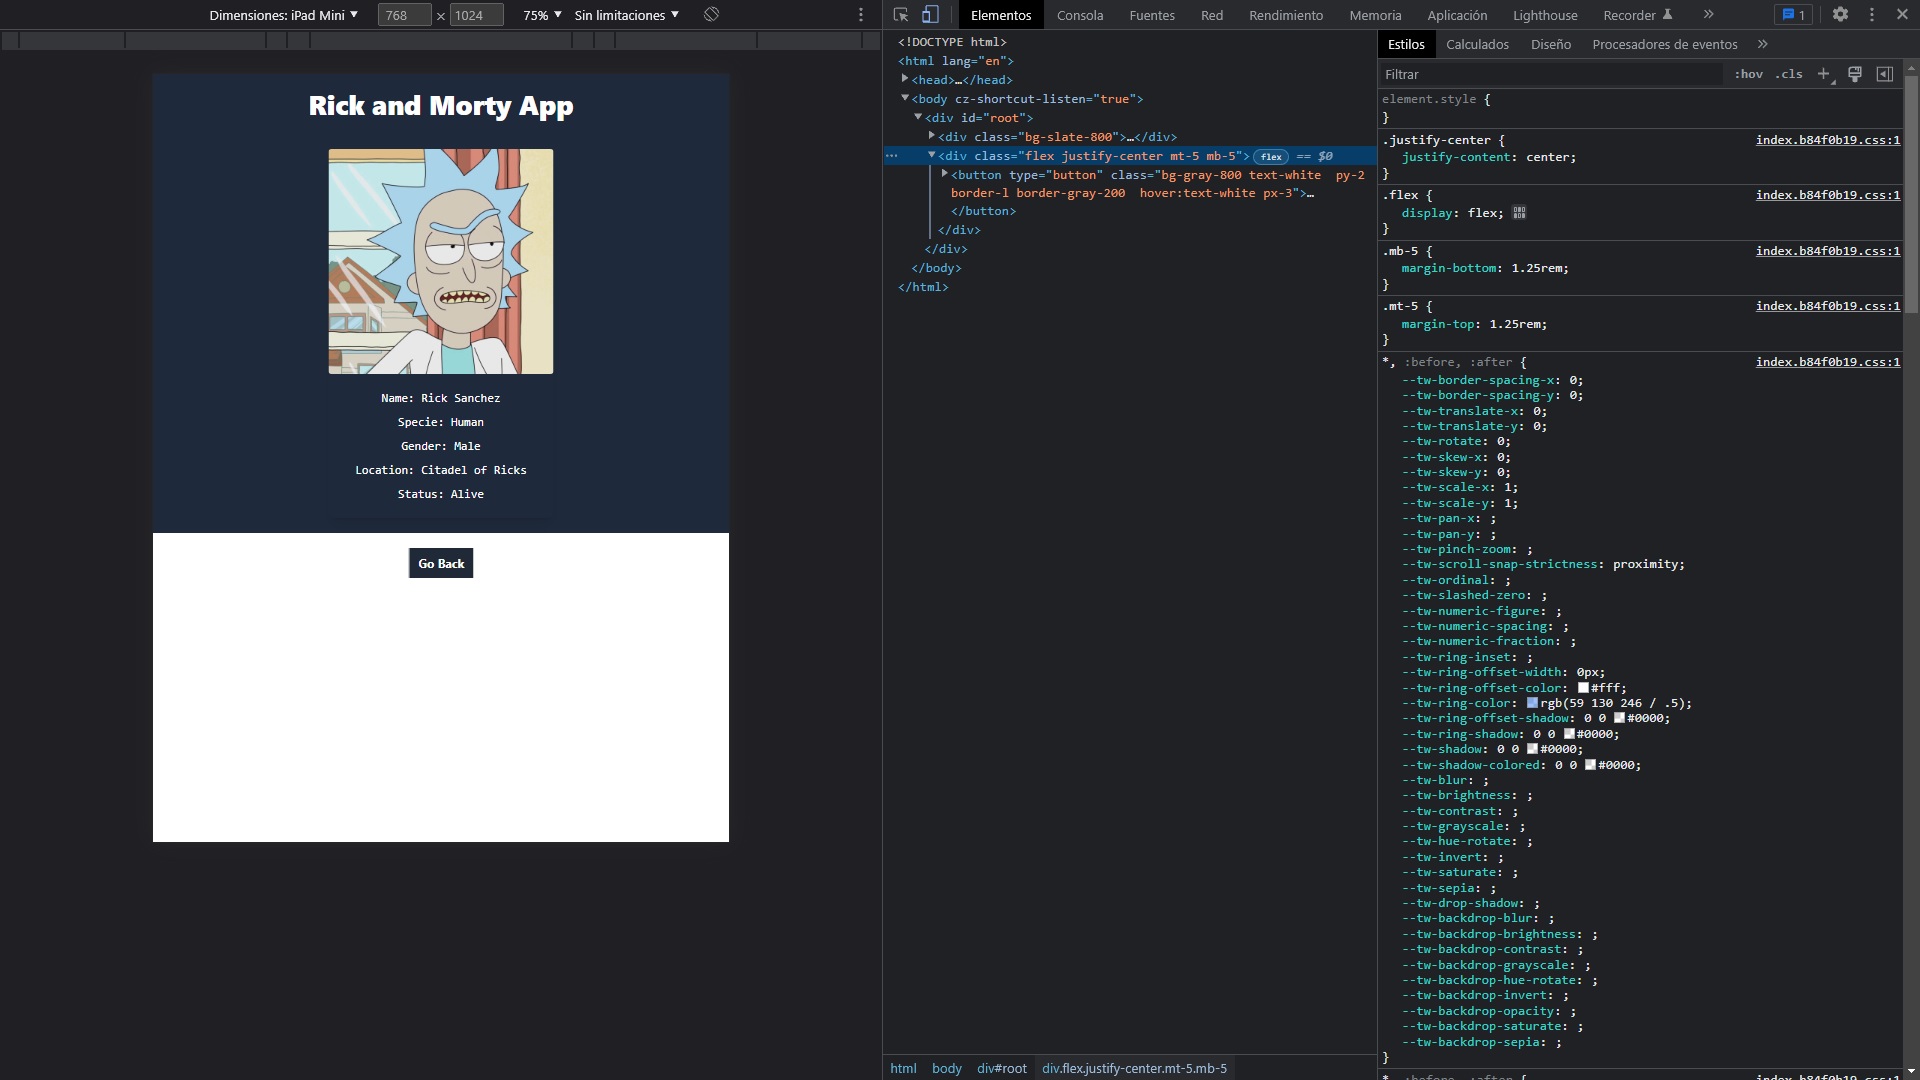 Dimensiones: iPad Mini ▼ 768 × 1024 75% ▼ Sin limitaciones ▼
Rick and Morty App
Name: Rick Sanchez
Specie: Human
Gender: Male
Location: Citadel of Ricks
Status: Alive
Go Back
Elementos Consola Fuentes Red Rendimiento Memoria Aplicación Lighthouse Recorder » 1
<!DOCTYPE html>
<html lang="en">
<head>…</head>
<body cz-shortcut-listen="true">
<div id="root">
<div class="bg-slate-800">…</div>
<div class="flex justify-center mt-5 mb-5"> flex == $0
<button type="button" class="bg-gray-800 text-white  py-2
border-l border-gray-200  hover:text-white px-3">…
</button>
</div>
</div>
</body>
</html>
html body div#root div.flex.justify-center.mt-5.mb-5
Estilos Calculados Diseño Procesadores de eventos »
Filtrar :hov .cls +
element.style {
}
.justify-center { index.b84f0b19.css:1
justify-content: center;
}
.flex { index.b84f0b19.css:1
display: flex;
}
.mb-5 { index.b84f0b19.css:1
margin-bottom: 1.25rem;
}
.mt-5 { index.b84f0b19.css:1
margin-top: 1.25rem;
}
*, :before, :after { index.b84f0b19.css:1
--tw-border-spacing-x: 0;
--tw-border-spacing-y: 0;
--tw-translate-x: 0;
--tw-translate-y: 0;
--tw-rotate: 0;
--tw-skew-x: 0;
--tw-skew-y: 0;
--tw-scale-x: 1;
--tw-scale-y: 1;
--tw-pan-x: ;
--tw-pan-y: ;
--tw-pinch-zoom: ;
--tw-scroll-snap-strictness: proximity;
--tw-ordinal: ;
--tw-slashed-zero: ;
--tw-numeric-figure: ;
--tw-numeric-spacing: ;
--tw-numeric-fraction: ;
--tw-ring-inset: ;
--tw-ring-offset-width: 0px;
--tw-ring-offset-color: #fff;
--tw-ring-color: rgb(59 130 246 / .5);
--tw-ring-offset-shadow: 0 0 #0000;
--tw-ring-shadow: 0 0 #0000;
--tw-shadow: 0 0 #0000;
--tw-shadow-colored: 0 0 #0000;
--tw-blur: ;
--tw-brightness: ;
--tw-contrast: ;
--tw-grayscale: ;
--tw-hue-rotate: ;
--tw-invert: ;
--tw-saturate: ;
--tw-sepia: ;
--tw-drop-shadow: ;
--tw-backdrop-blur: ;
--tw-backdrop-brightness: ;
--tw-backdrop-contrast: ;
--tw-backdrop-grayscale: ;
--tw-backdrop-hue-rotate: ;
--tw-backdrop-invert: ;
--tw-backdrop-opacity: ;
--tw-backdrop-saturate: ;
--tw-backdrop-sepia: ;
}
*, :before, :after { index.b84f0b19.css:1